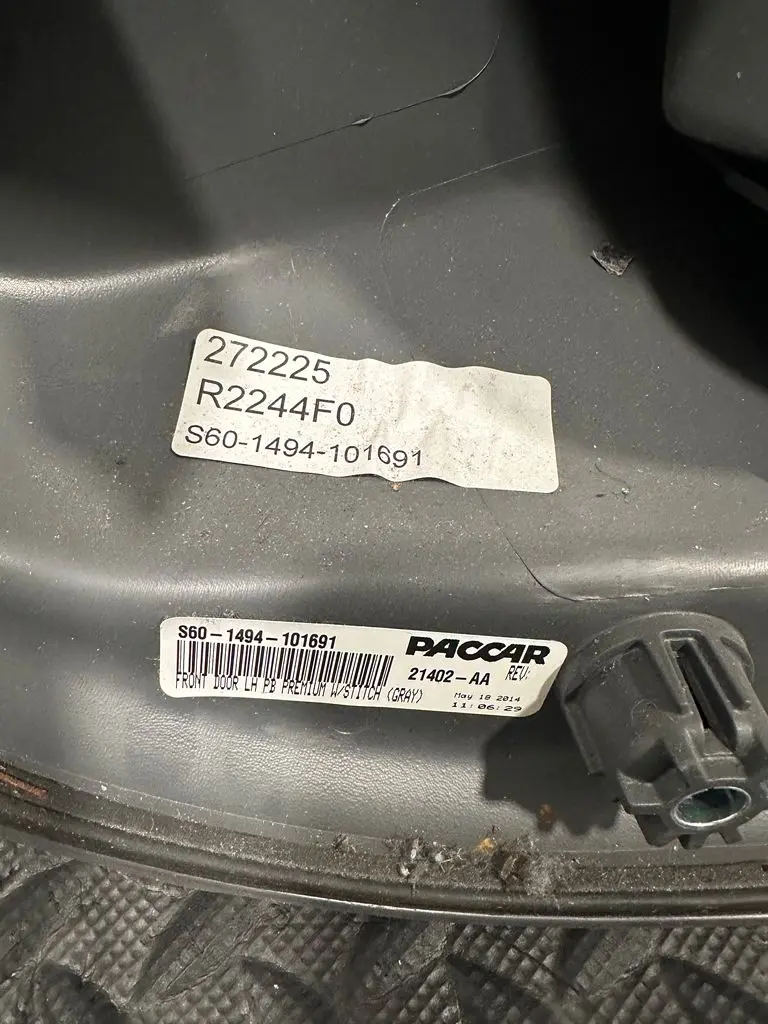 272225
R2244F0
S60-1494-101691
S60-1494-101691
PACCAR
21402-AA REV:
FRONT DOOR LH PB PREMIUM W/STITCH (GRAY)
May 18 2014
11:06:29